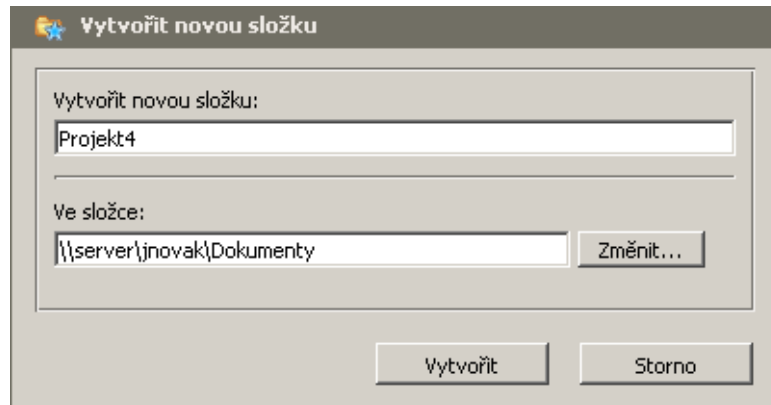 Vytvořit novou složku
Vytvořit novou složku:
Projekt4
Ve složce:
\\server\jnovak\Dokumenty
Změnit...
Vytvořit
Storno